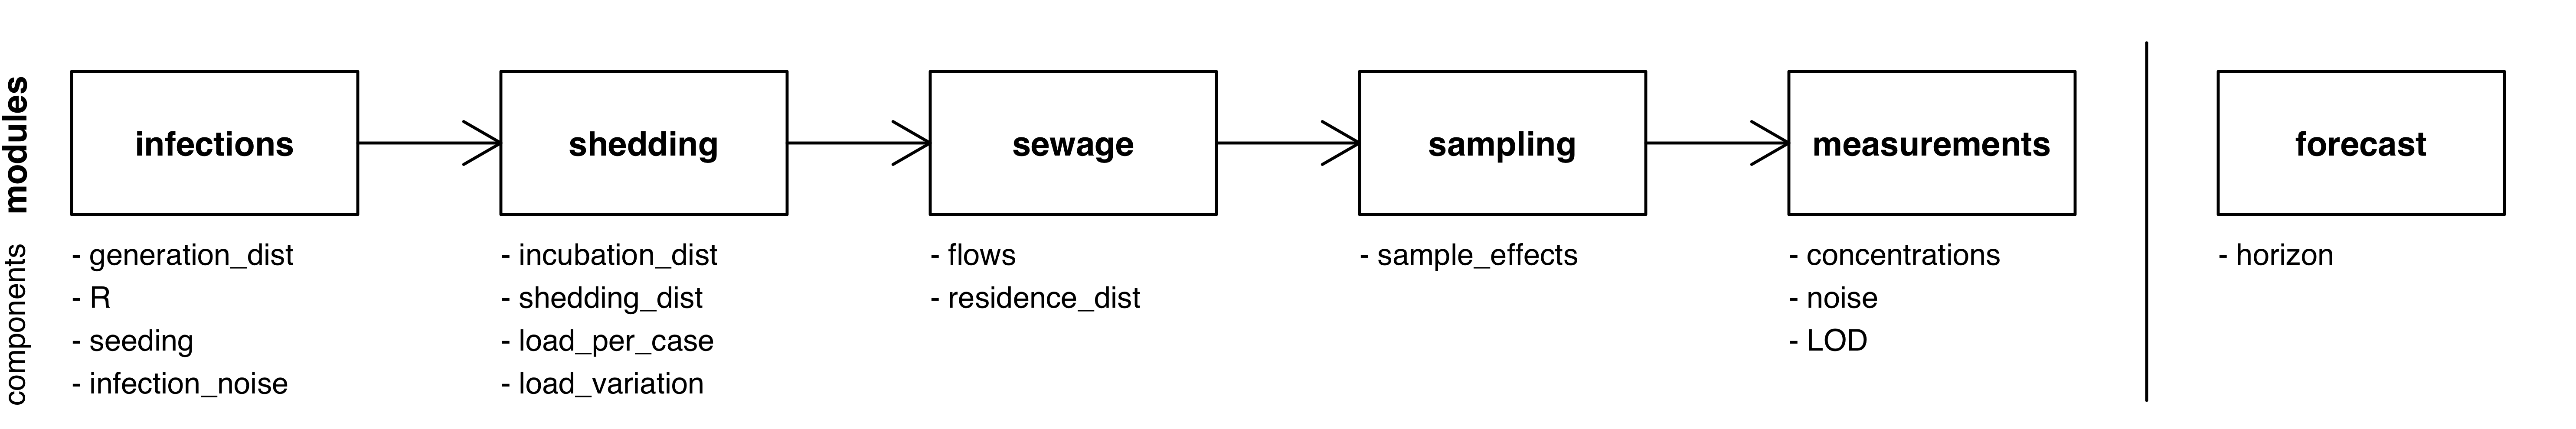 modules
infections
shedding
sewage
sampling
measurements
forecast
components
- generation_dist
- R
- seeding
- infection_noise
- incubation_dist
- shedding_dist
- load_per_case
- load_variation
- flows
- residence_dist
- sample_effects
- concentrations
- noise
- LOD
- horizon